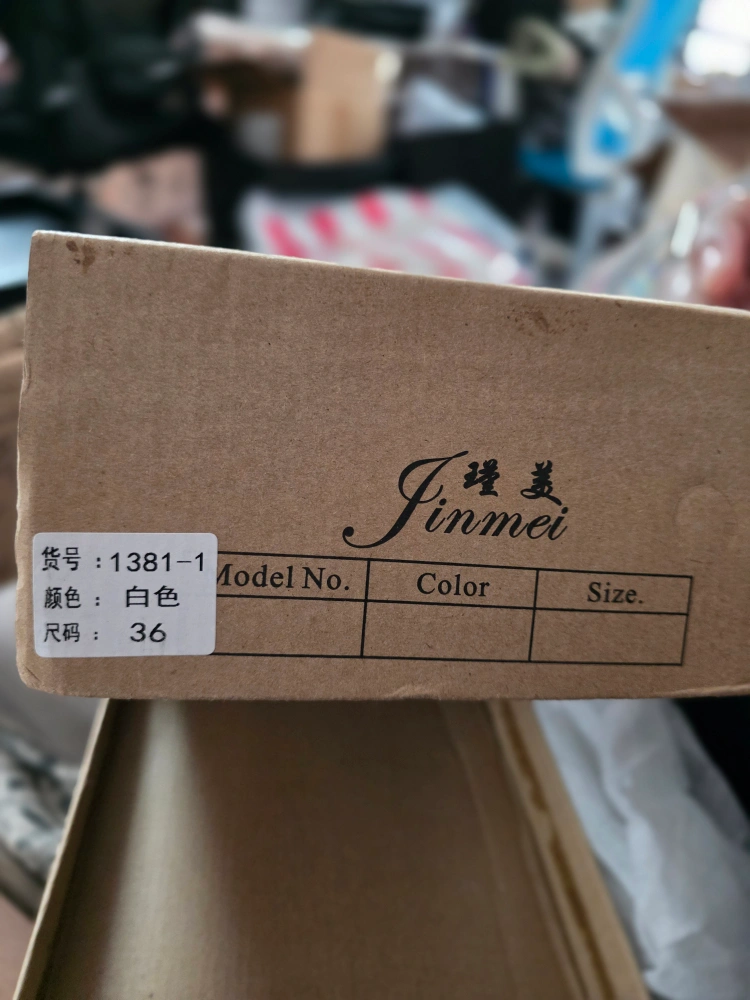 瑾美
Jinmei
货号：1381-1
颜色：白色
尺码：36
Model No. Color Size.